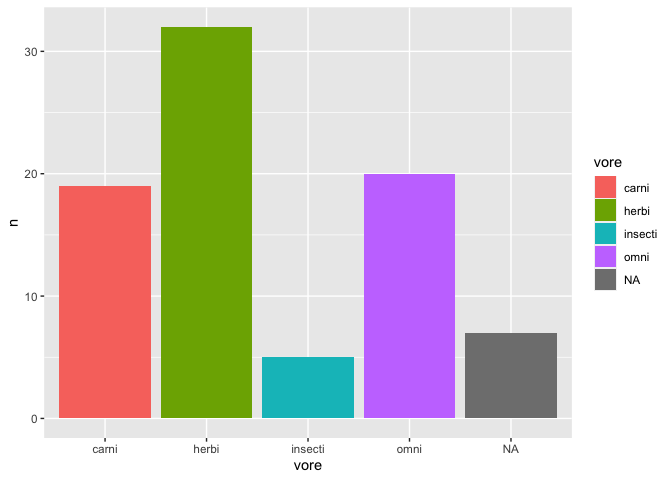 30
20
10
0
n
carni herbi insecti omni NA
vore
vore
carni
herbi
insecti
omni
NA